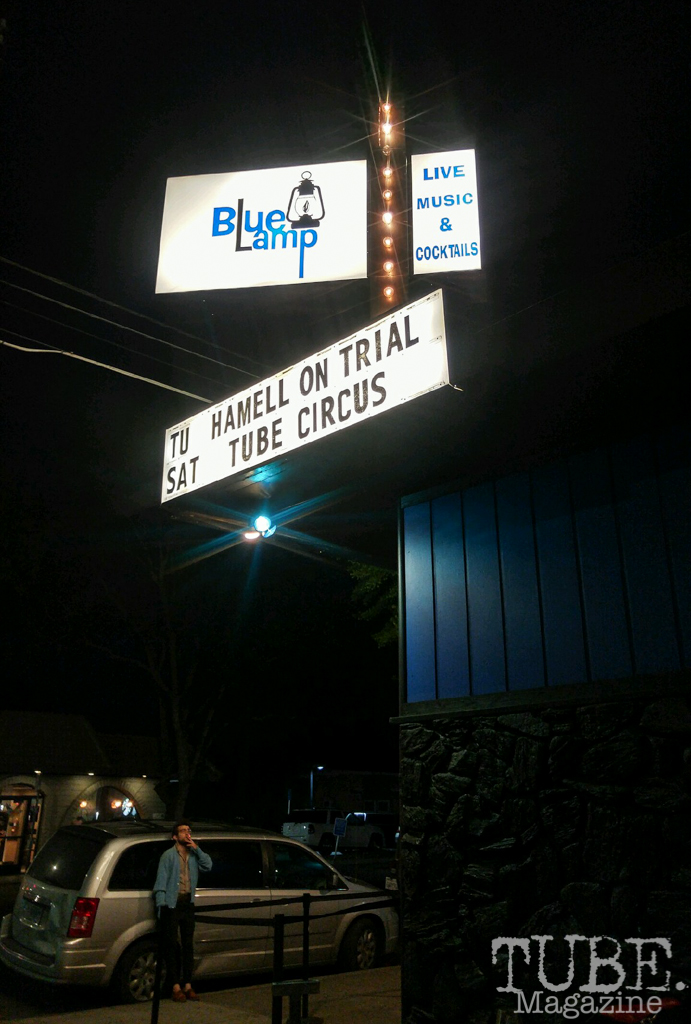 Blue
Lamp
LIVE
MUSIC
&
COCKTAILS
TU HAMELL ON TRIAL
SAT TUBE CIRCUS
TUBE.
Magazine